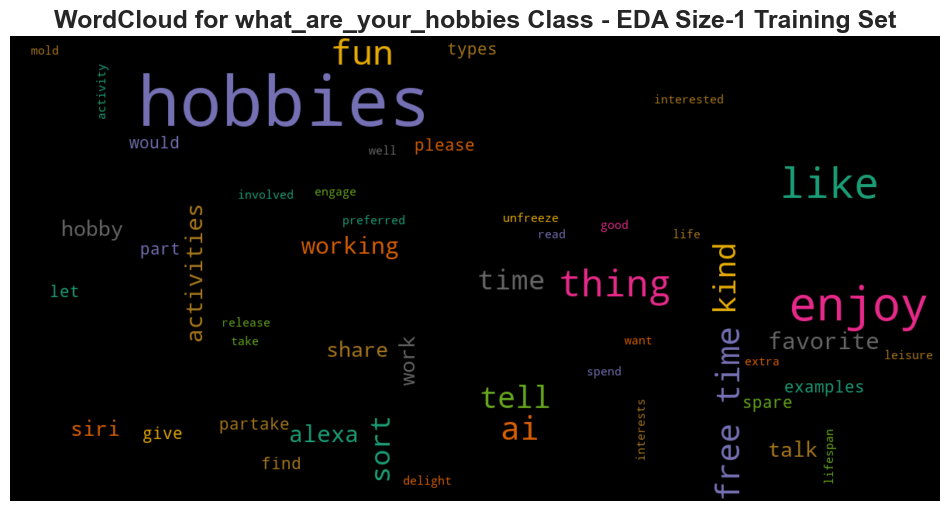 WordCloud for what_are_your_hobbies Class - EDA Size-1 Training Set
mold
fun
types
activity
hobbies
interested
would
well
please
like
involved
engage
hobby
preferred
unfreeze
good
read
life
part
activities
working
kind
time
thing
let
enjoy
release
take
share
work
want
free time
favorite
leisure
extra
spend
examples
tell
spare
siri
give
partake
alexa
sort
ai
interests
talk
lifespan
find
delight